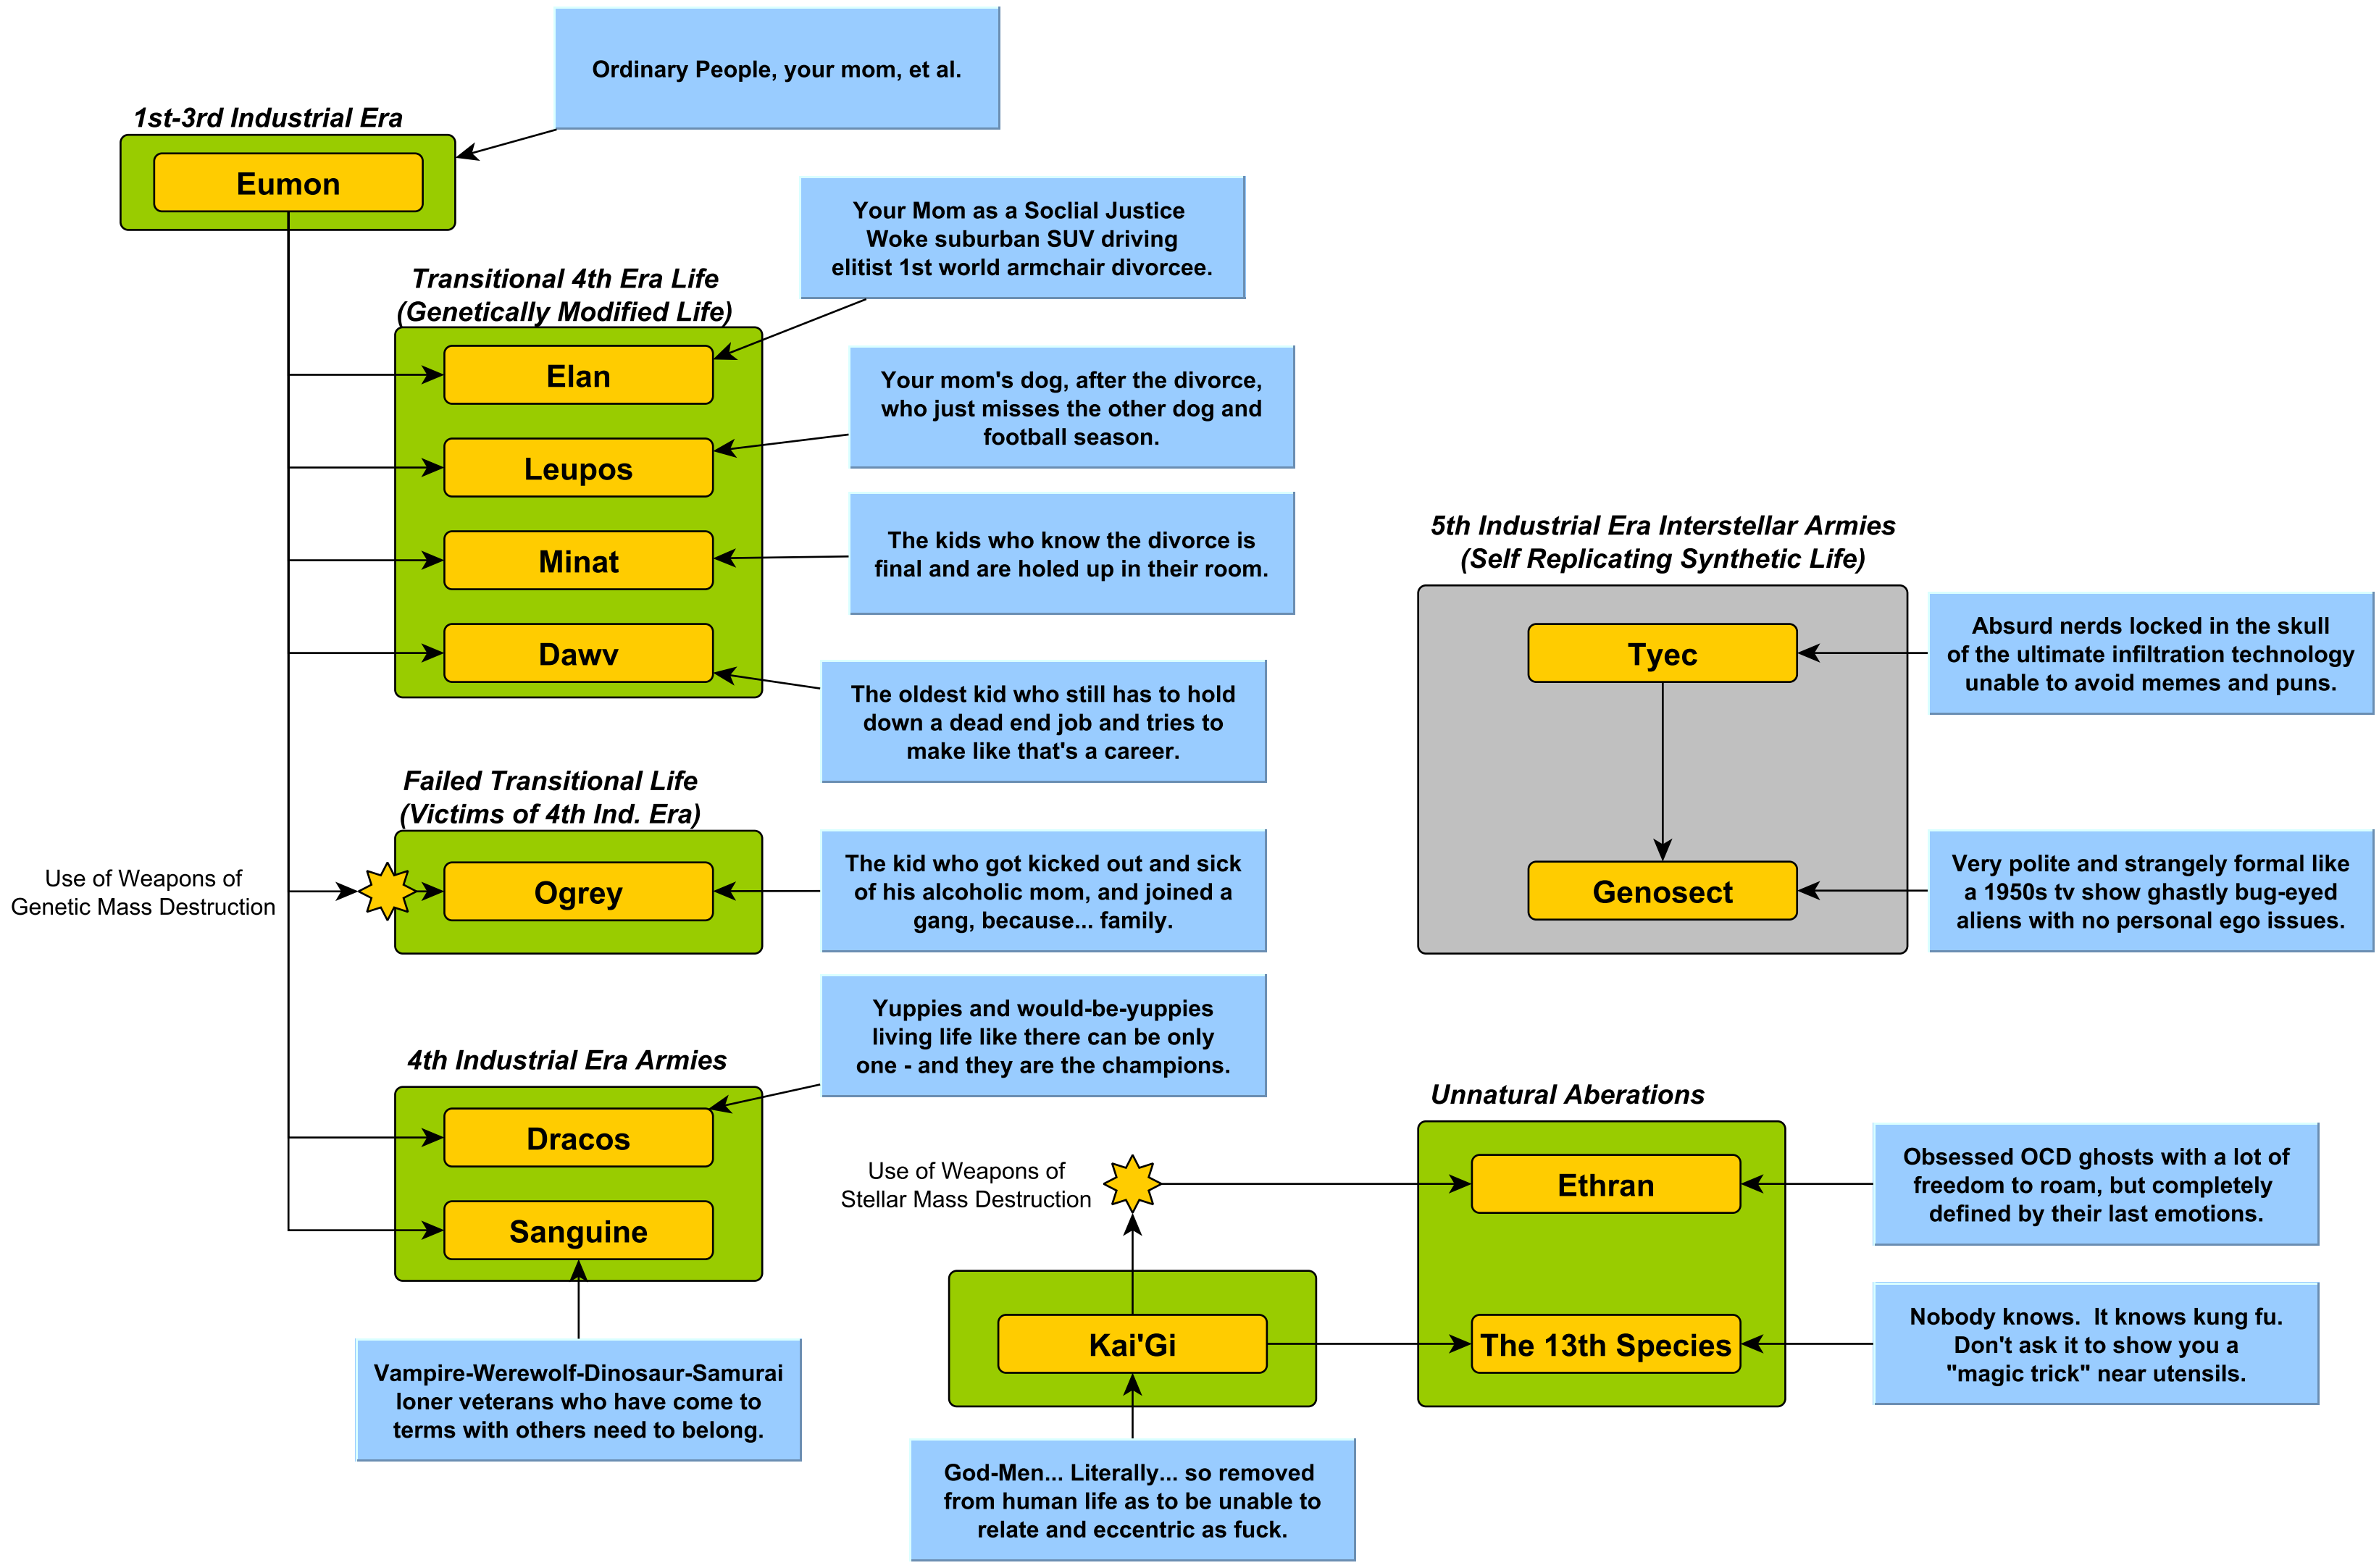 Ordinary People, your mom, et al.
1st-3rd Industrial Era
Eumon
Your Mom as a Soclial Justice
Woke suburban SUV driving
elitist 1st world armchair divorcee.
Transitional 4th Era Life
(Genetically Modified Life)
Elan
Your mom's dog, after the divorce,
who just misses the other dog and
football season.
Leupos
The kids who know the divorce is
final and are holed up in their room.
Minat
Dawv
The oldest kid who still has to hold
down a dead end job and tries to
make like that's a career.
5th Industrial Era Interstellar Armies
(Self Replicating Synthetic Life)
Tyec
Absurd nerds locked in the skull
of the ultimate infiltration technology
unable to avoid memes and puns.
Genosect
Very polite and strangely formal like
a 1950s tv show ghastly bug-eyed
aliens with no personal ego issues.
Failed Transitional Life
(Victims of 4th Ind. Era)
Use of Weapons of
Genetic Mass Destruction
Ogrey
The kid who got kicked out and sick
of his alcoholic mom, and joined a
gang, because... family.
Yuppies and would-be-yuppies
living life like there can be only
one - and they are the champions.
4th Industrial Era Armies
Dracos
Sanguine
Vampire-Werewolf-Dinosaur-Samurai
loner veterans who have come to
terms with others need to belong.
Unnatural Aberations
Use of Weapons of
Stellar Mass Destruction
Ethran
Obsessed OCD ghosts with a lot of
freedom to roam, but completely
defined by their last emotions.
Kai'Gi
The 13th Species
Nobody knows.  It knows kung fu.
Don't ask it to show you a
"magic trick" near utensils.
God-Men... Literally... so removed
from human life as to be unable to
relate and eccentric as fuck.